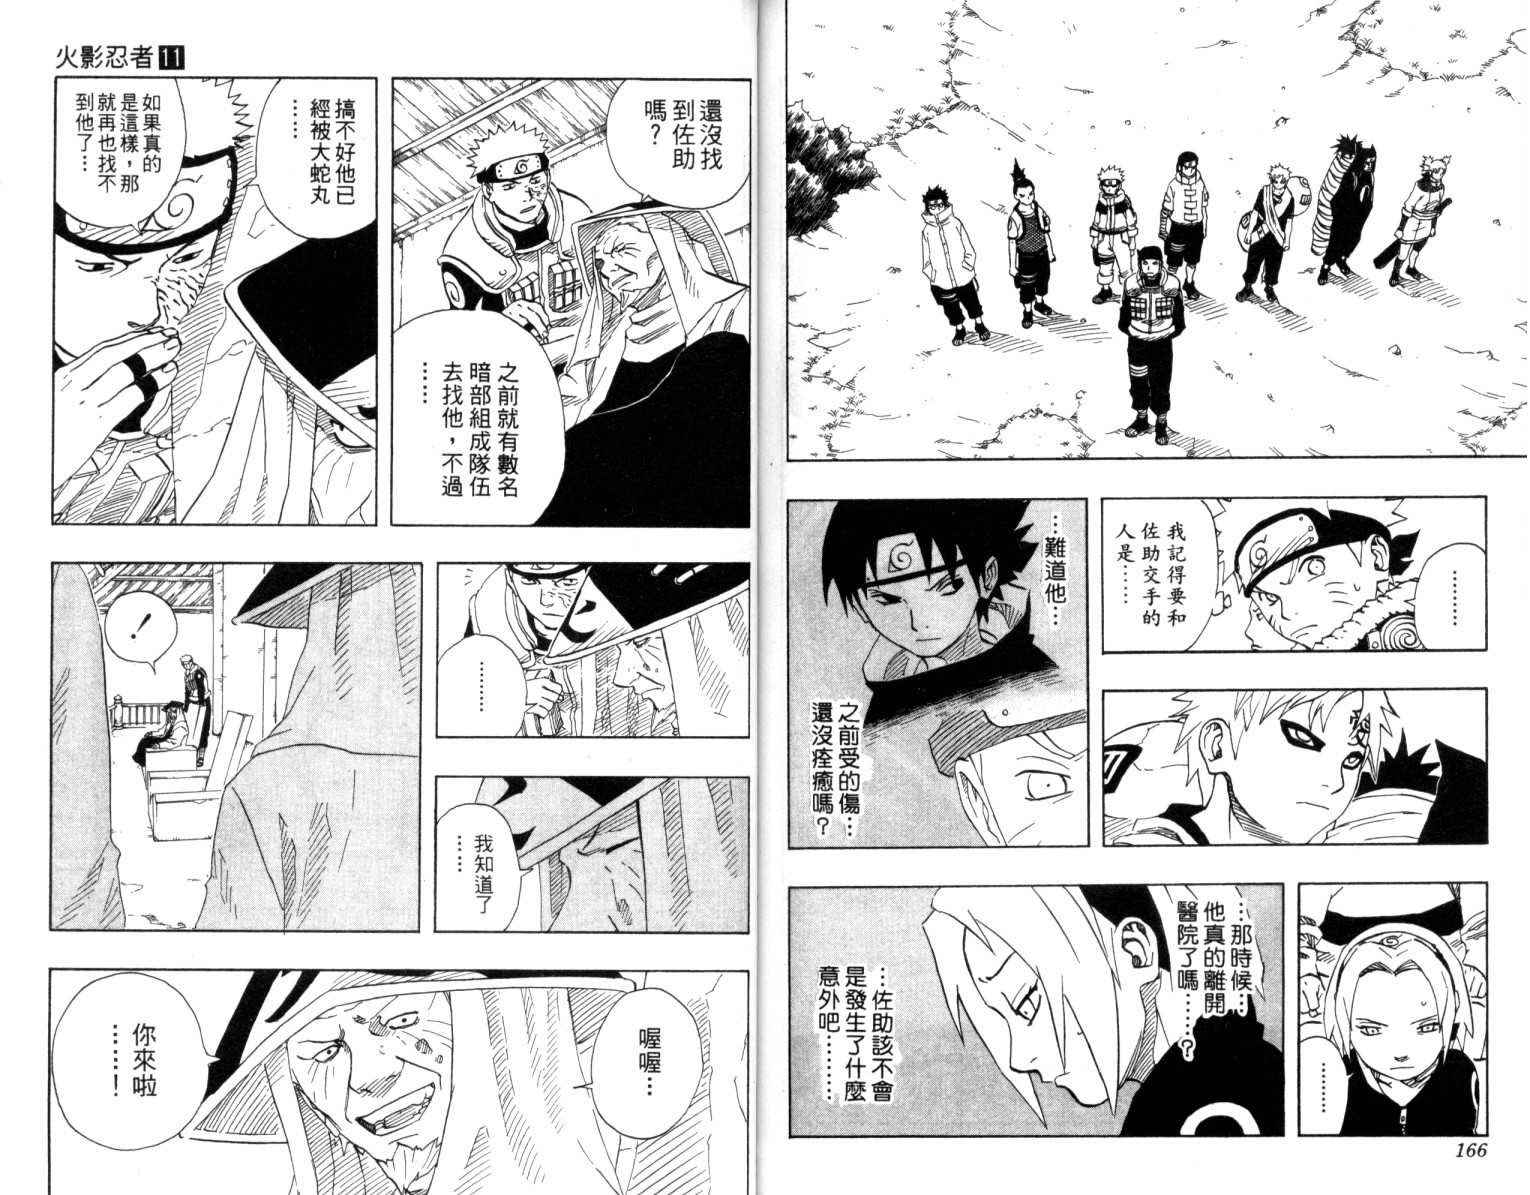 我記得要和
佐助交手的
人是……
………
…難道他…
之前受的傷…
還沒痊癒嗎？
………
…那時候…
他真的離開
醫院了嗎……？
…佐助該不會
是發生了什麼
意外吧………
166
火影忍者11
還沒找
到佐助
嗎？
之前就有數名
暗部組成隊伍
去找他，不過
……
搞不好他已
經被大蛇丸
……
如果真的
是這樣，那
就再也找不
到他了…
………
我知道了
……
！
喔喔…
你來啦
……！